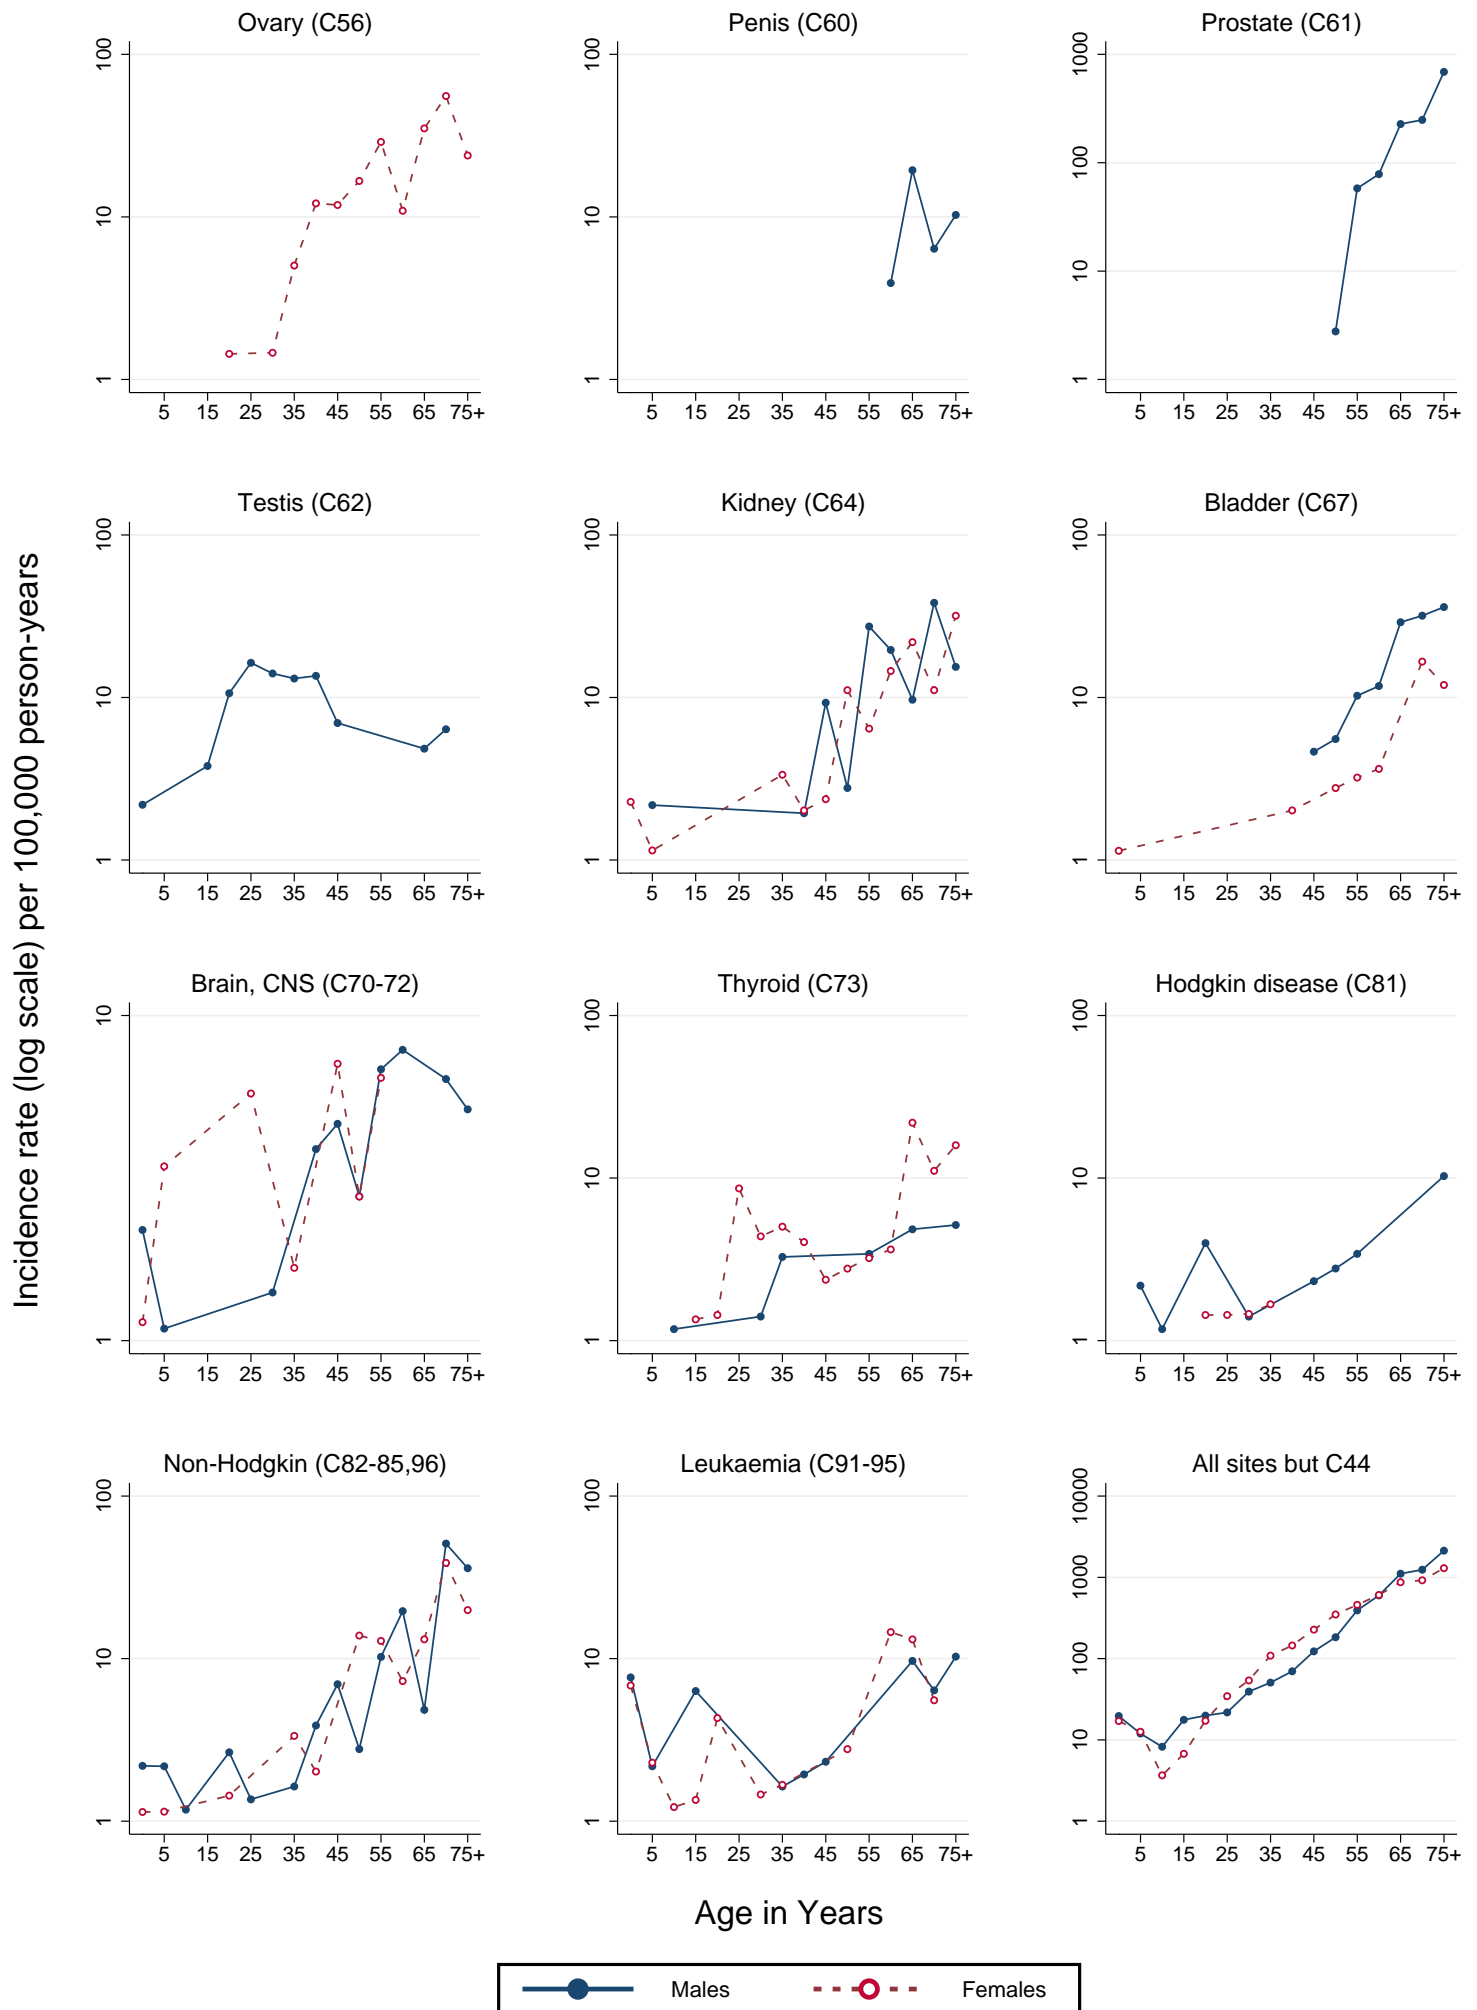 Ovary (C56)
Penis (C60)
Prostate (C61)
100
10
1
5 15 25 35 45 55 65 75+
100
10
1
5 15 25 35 45 55 65 75+
1000
100
10
1
5 15 25 35 45 55 65 75+
Testis (C62)
Kidney (C64)
Bladder (C67)
100
10
1
5 15 25 35 45 55 65 75+
100
10
1
5 15 25 35 45 55 65 75+
100
10
1
5 15 25 35 45 55 65 75+
Incidence rate (log scale) per 100,000 person-years
Brain, CNS (C70-72)
Thyroid (C73)
Hodgkin disease (C81)
10
1
5 15 25 35 45 55 65 75+
100
10
1
5 15 25 35 45 55 65 75+
100
10
1
5 15 25 35 45 55 65 75+
Non-Hodgkin (C82-85,96)
Leukaemia (C91-95)
All sites but C44
100
10
1
5 15 25 35 45 55 65 75+
100
10
1
5 15 25 35 45 55 65 75+
10000
1000
100
10
1
5 15 25 35 45 55 65 75+
Age in Years
Males
Females